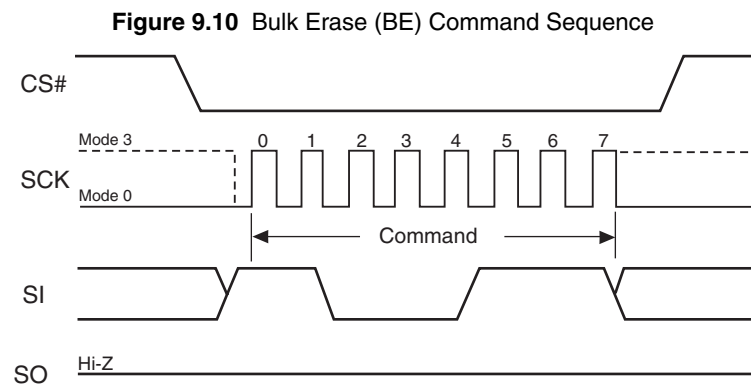 Figure 9.10 Bulk Erase (BE) Command Sequence
CS#
Mode 3
0 1 2 3 4 5 6 7
SCK
Mode 0
Command
SI
Hi-Z
SO